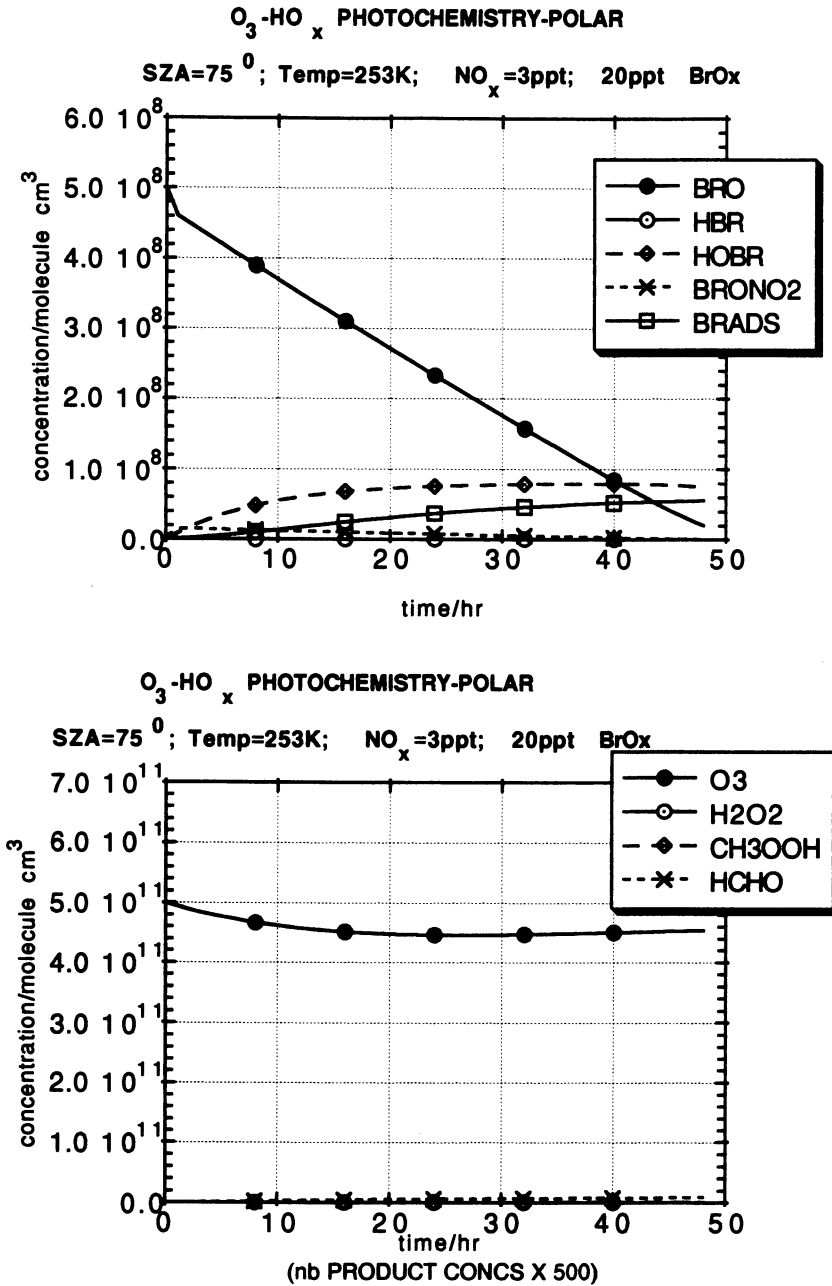 O3-HOx PHOTOCHEMISTRY-POLAR
SZA=75 0; Temp=253K; NOx=3ppt; 20ppt BrOx
6.0 10^8
5.0 10^8
4.0 10^8
3.0 10^8
2.0 10^8
1.0 10^8
0.0
concentration/molecule cm^3
BRO
HBR
HOBR
BRONO2
BRADS
0 10 20 30 40 50
time/hr
O3-HOx PHOTOCHEMISTRY-POLAR
SZA=75 0; Temp=253K; NOx=3ppt; 20ppt BrOx
7.0 10^11
6.0 10^11
5.0 10^11
4.0 10^11
3.0 10^11
2.0 10^11
1.0 10^11
0.0
concentration/molecule cm^3
O3
H2O2
CH3OOH
HCHO
0 10 20 30 40 50
time/hr
(nb PRODUCT CONCS X 500)